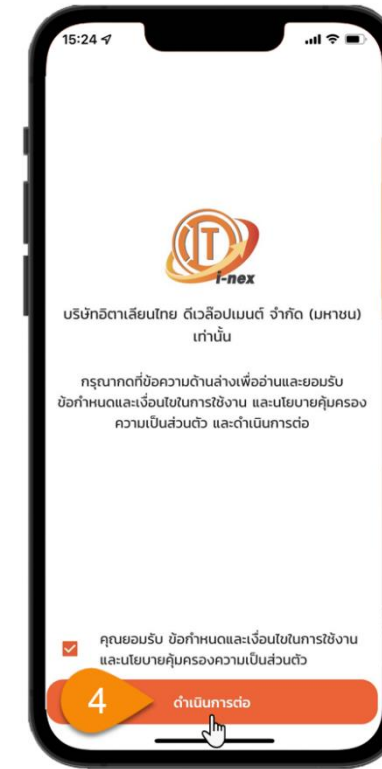 15:24
IT
i-nex
บริษัทอิตาเลียนไทย ดีเวล๊อปเมนต์ จำกัด (มหาชน)
เท่านั้น
กรุณากดที่ข้อความด้านล่างเพื่ออ่านและยอมรับ
ข้อกำหนดและเงื่อนไขในการใช้งาน และนโยบายคุ้มครอง
ความเป็นส่วนตัว และดำเนินการต่อ
คุณยอมรับ ข้อกำหนดและเงื่อนไขในการใช้งาน
และนโยบายคุ้มครองความเป็นส่วนตัว
4
ดำเนินการต่อ